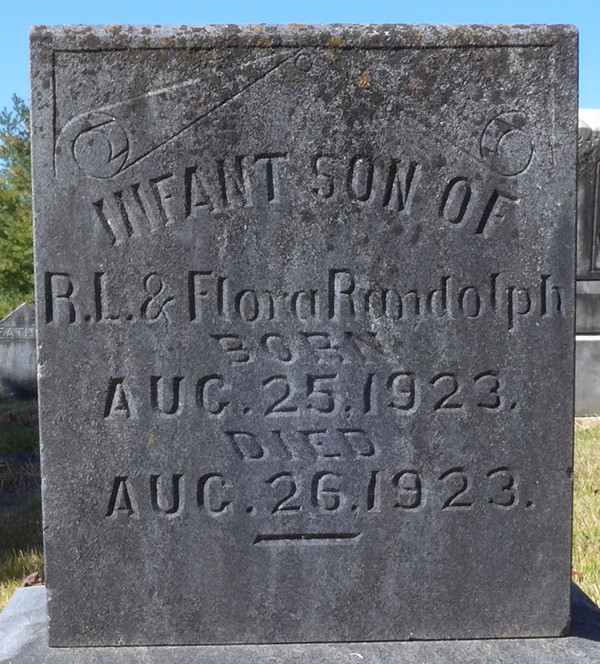 INFANT SON OF
R.L. & Flora Randolph
BORN
AUG. 25, 1923.
DIED
AUG. 26, 1923.